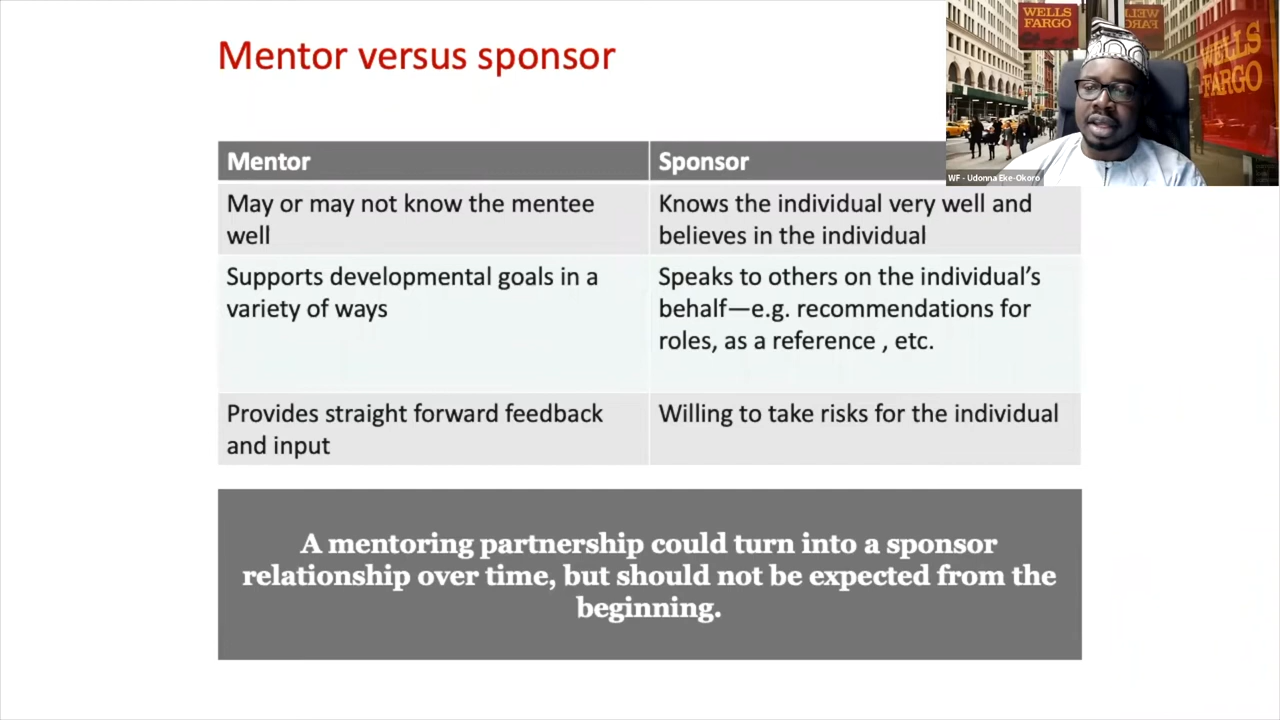 Mentor versus sponsor
WELLS
FARGO
WELLS
FARGO
WELLS
FARGO
WF - Udonna Eke-Okoro
Mentor
Sponsor
May or may not know the mentee
well
Knows the individual very well and
believes in the individual
Supports developmental goals in a
variety of ways
Speaks to others on the individual’s
behalf—e.g. recommendations for
roles, as a reference , etc.
Provides straight forward feedback
and input
Willing to take risks for the individual
A mentoring partnership could turn into a sponsor
relationship over time, but should not be expected from the
beginning.